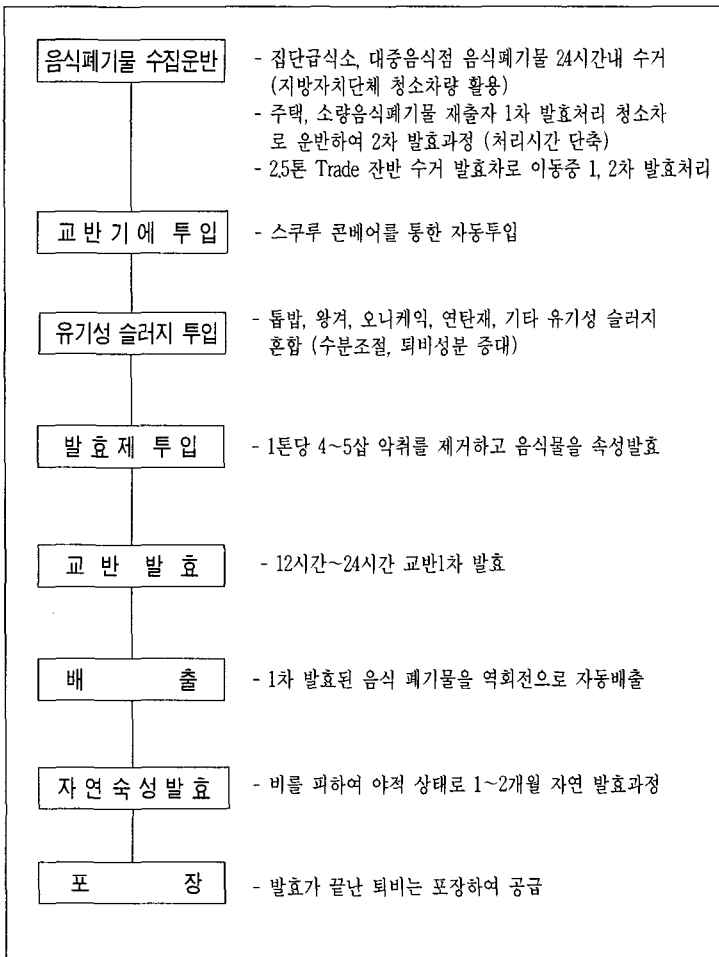 음식폐기물 수집운반
- 집단급식소, 대중음식점 음식폐기물 24시간내 수거
(지방자치단체 청소차량 활용)
- 주택, 소량음식폐기물 재출자 1차 발효처리 청소차
로 운반하여 2차 발효과정 (처리시간 단축)
- 2.5톤 Trade 잔반 수거 발효차로 이동중 1, 2차 발효처리
교반기에 투입
- 스쿠루 콘베어를 통한 자동투입
유기성 슬러지 투입
- 톱밥, 왕겨, 오니케익, 연탄재, 기타 유기성 슬러지
혼합 (수분조절, 퇴비성분 증대)
발효제 투입
- 1톤당 4~5삽 악취를 제거하고 음식물을 속성발효
교반 발효
- 12시간~24시간 교반1차 발효
배 출
- 1차 발효된 음식 폐기물을 역회전으로 자동배출
자연숙성발효
- 비를 피하여 야적 상태로 1~2개월 자연 발효과정
포 장
- 발효가 끝난 퇴비는 포장하여 공급